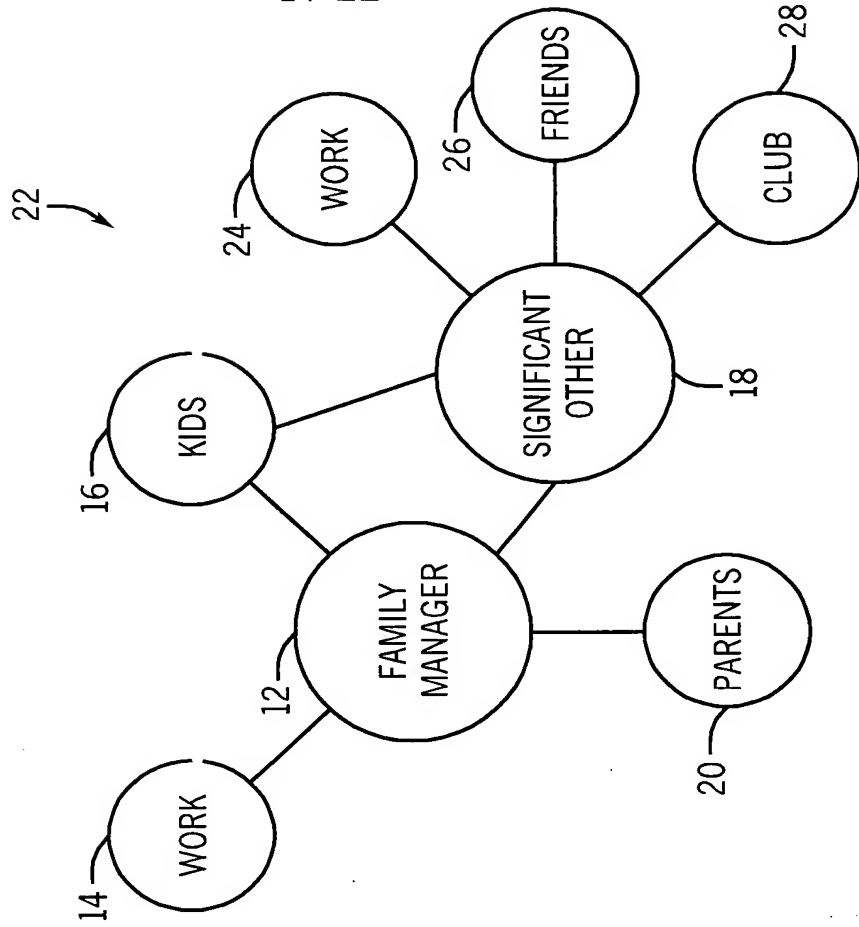 22
14
WORK
12
FAMILY
MANAGER
16
KIDS
20
PARENTS
SIGNIFICANT
OTHER
18
24
WORK
26
FRIENDS
CLUB
28